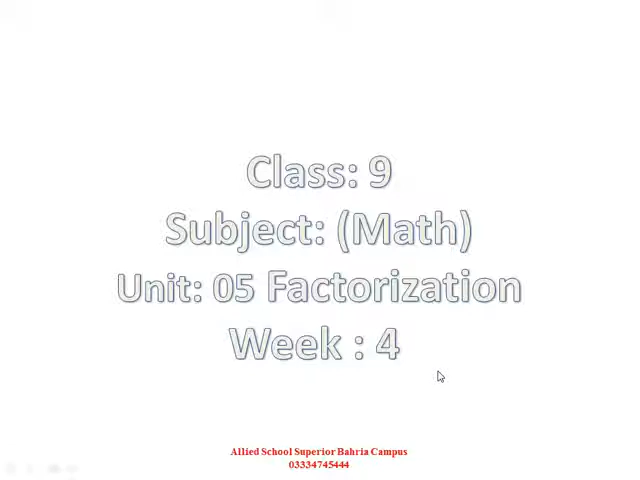 Class: 9
Subject: (Math)
Unit: 05 Factorization
Week : 4
Allied School Superior Bahria Campus
03334745444